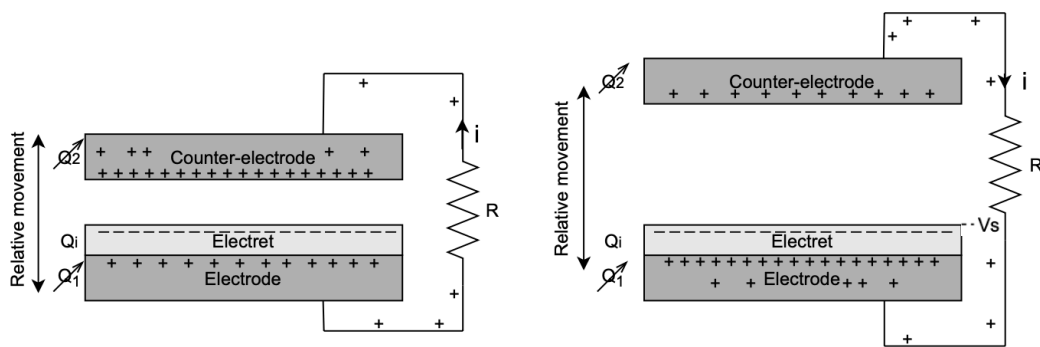 Relative movement
Q2
Counter-electrode
i
R
Qi
Electret
Q1
Electrode
Relative movement
Q2
Counter-electrode
i
R
Vs
Qi
Electret
Q1
Electrode